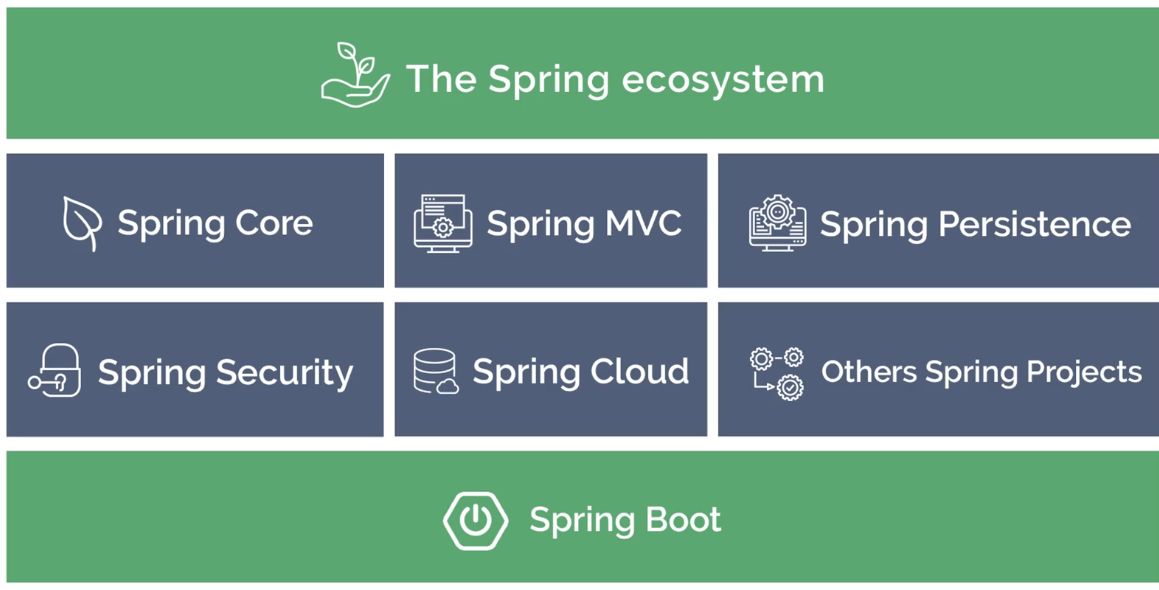 The Spring ecosystem
Spring Core
Spring MVC
Spring Persistence
Spring Security
Spring Cloud
Others Spring Projects
Spring Boot